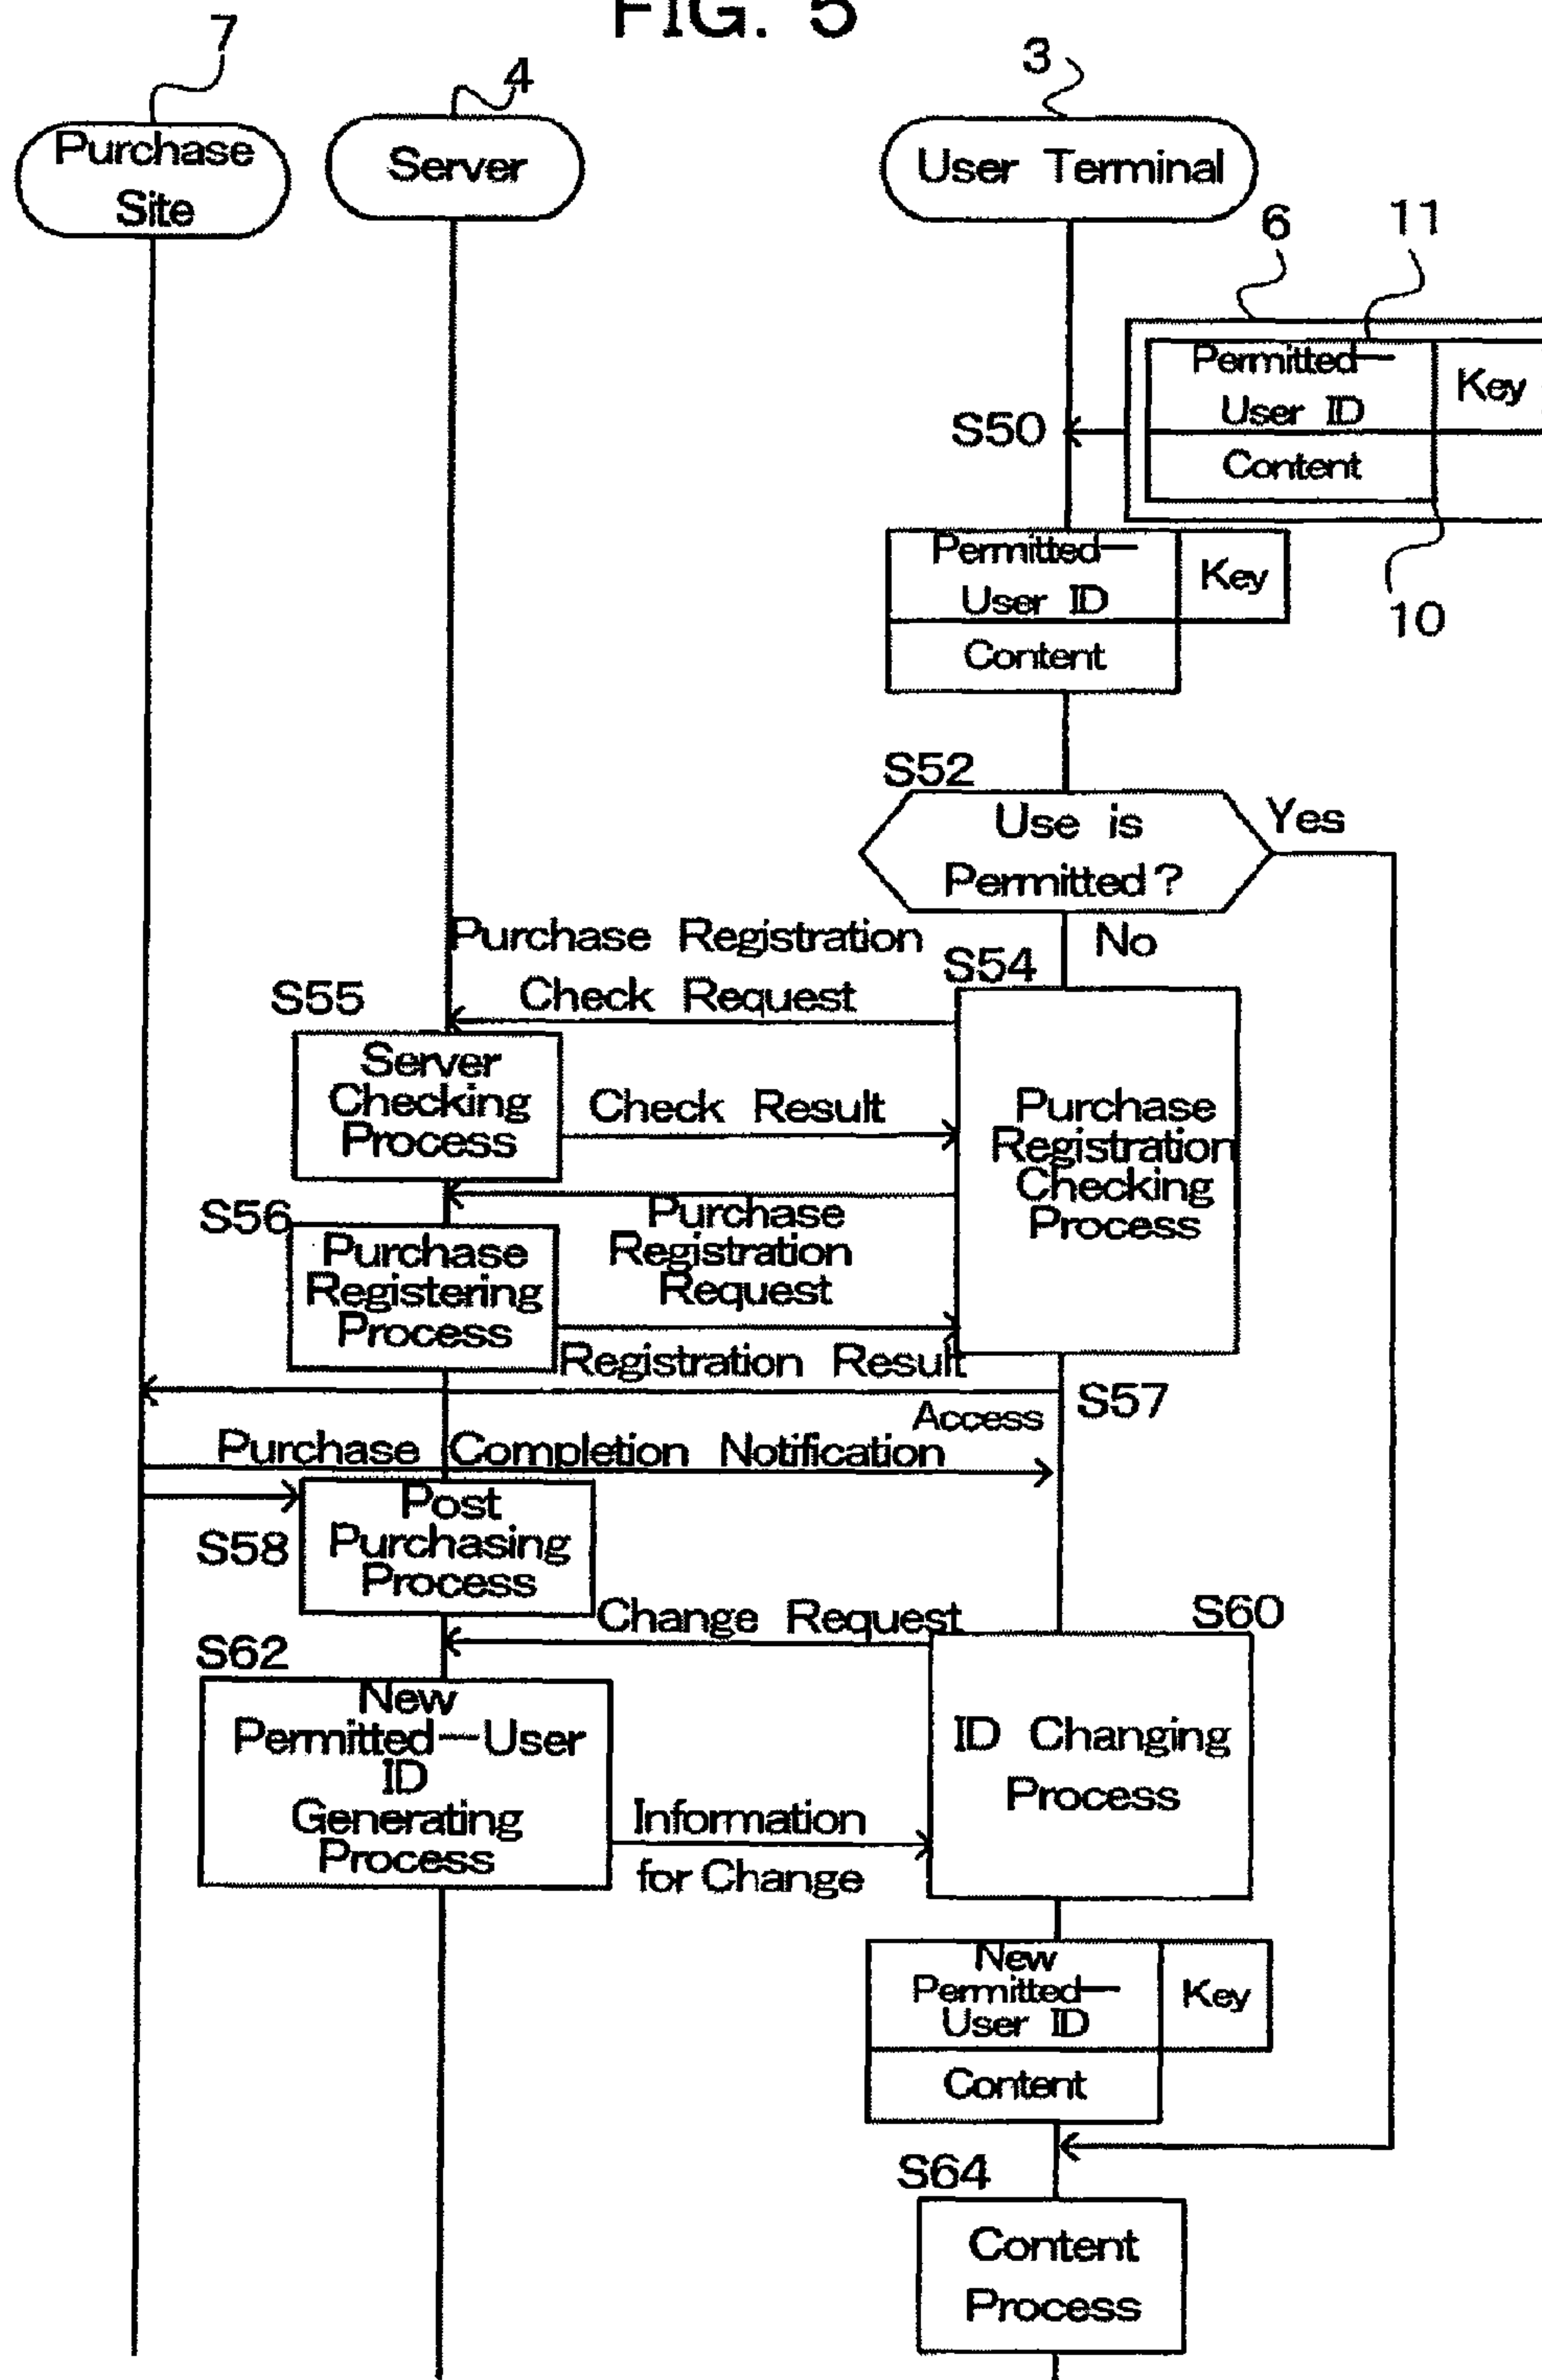 FIG. 5
7
4
3
Purchase
Site
Server
User Terminal
6
11
Permitted—
User ID
Key
Content
S50
10
Permitted—
User ID
Key
Content
S52
Use is
Permitted?
Yes
No
Purchase Registration
Check Request
S54
S55
Server
Checking
Process
Check Result
Purchase
Registration
Checking
Process
S56
Purchase
Registering
Process
Purchase
Registration
Request
Registration Result
S57
Access
Purchase Completion Notification
S58
Post
Purchasing
Process
Change Request
S60
S62
New
Permitted—User
ID
Generating
Process
ID Changing
Process
Information
for Change
New
Permitted—
User ID
Key
Content
S64
Content
Process